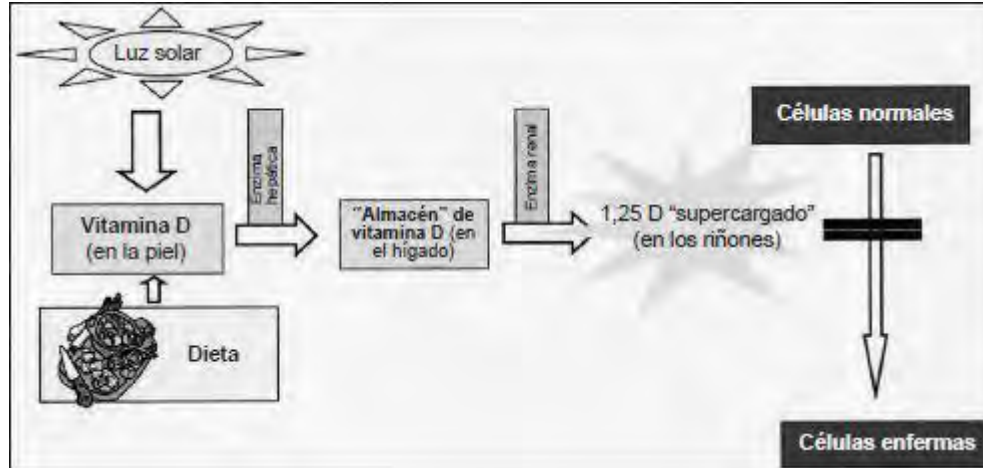 Luz solar
Enzima
hepática
Enzima renal
Células normales
Vitamina D
(en la piel)
"Almacén" de
vitamina D (en
el hígado)
1,25 D "supercargado"
(en los riñones)
Dieta
Células enfermas